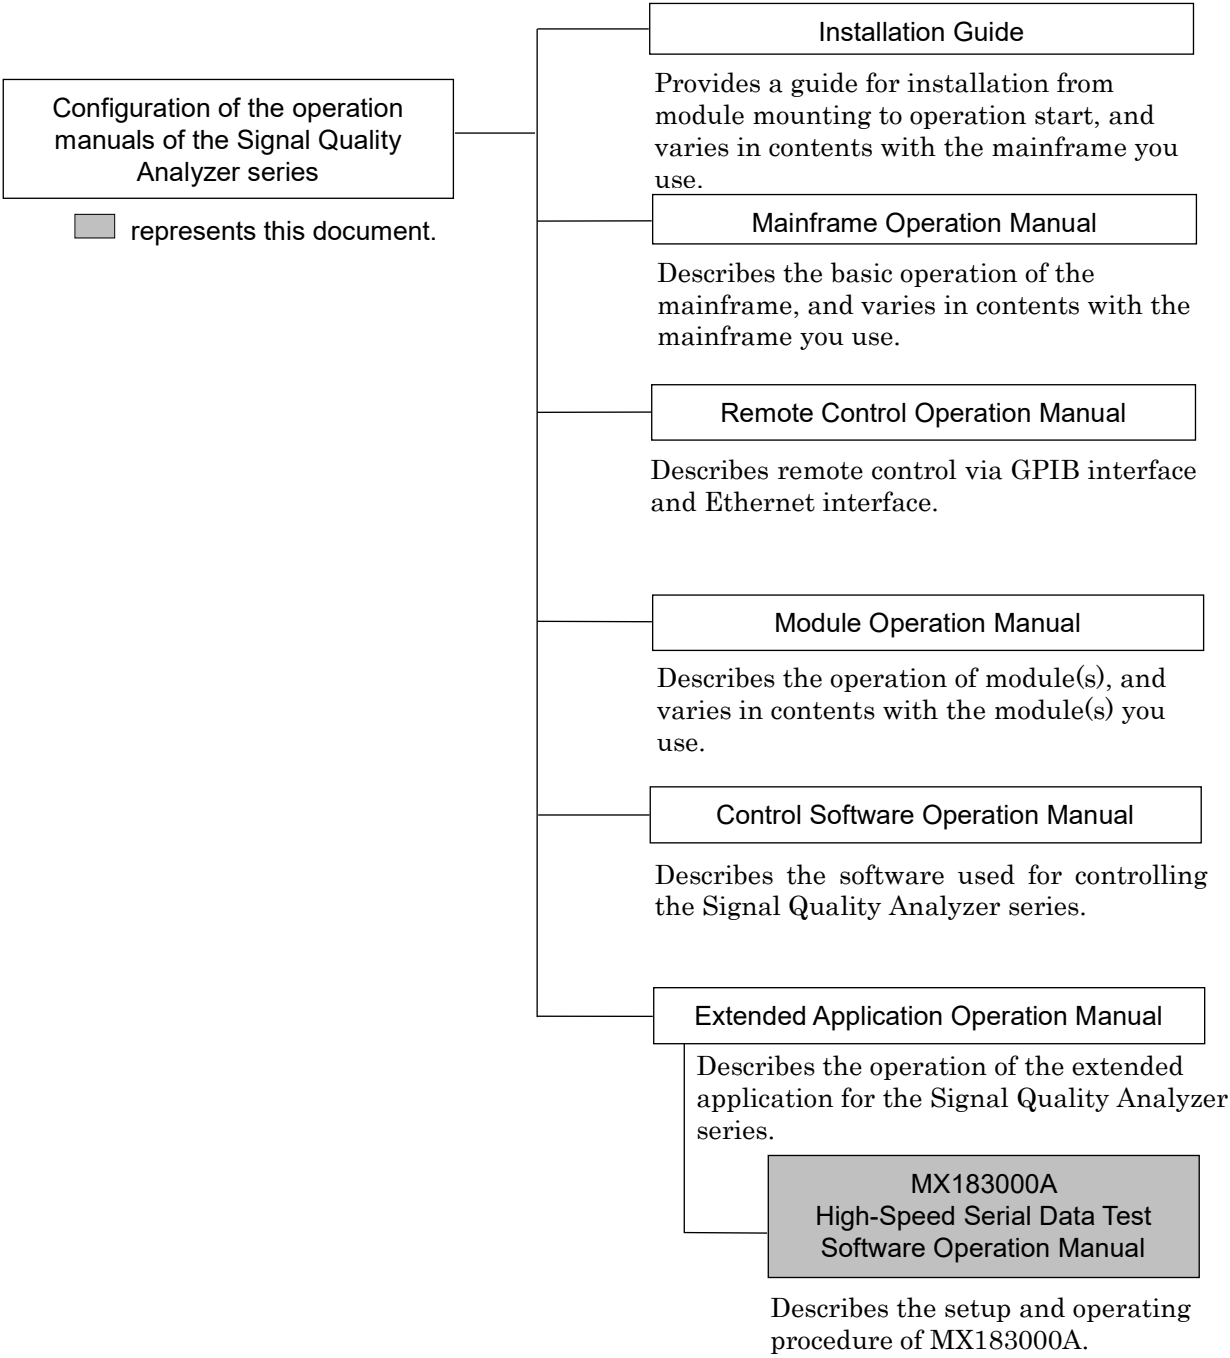 Configuration of the operation
manuals of the Signal Quality
Analyzer series
represents this document.
Installation Guide
Provides a guide for installation from
module mounting to operation start, and
varies in contents with the mainframe you
use.
Mainframe Operation Manual
Describes the basic operation of the
mainframe, and varies in contents with the
mainframe you use.
Remote Control Operation Manual
Describes remote control via GPIB interface
and Ethernet interface.
Module Operation Manual
Describes the operation of module(s), and
varies in contents with the module(s) you
use.
Control Software Operation Manual
Describes the software used for controlling
the Signal Quality Analyzer series.
Extended Application Operation Manual
Describes the operation of the extended
application for the Signal Quality Analyzer
series.
MX183000A
High-Speed Serial Data Test
Software Operation Manual
Describes the setup and operating
procedure of MX183000A.